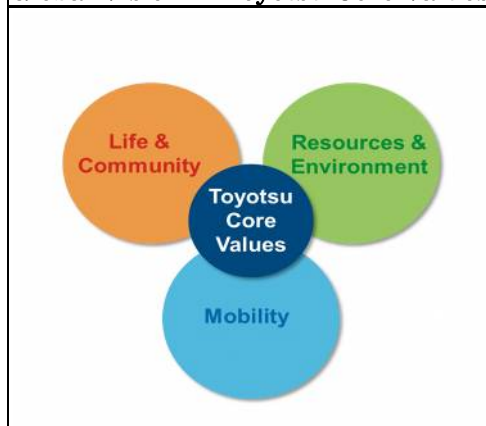 Life &
Community
Resources &
Environment
Toyotsu
Core
Values
Mobility